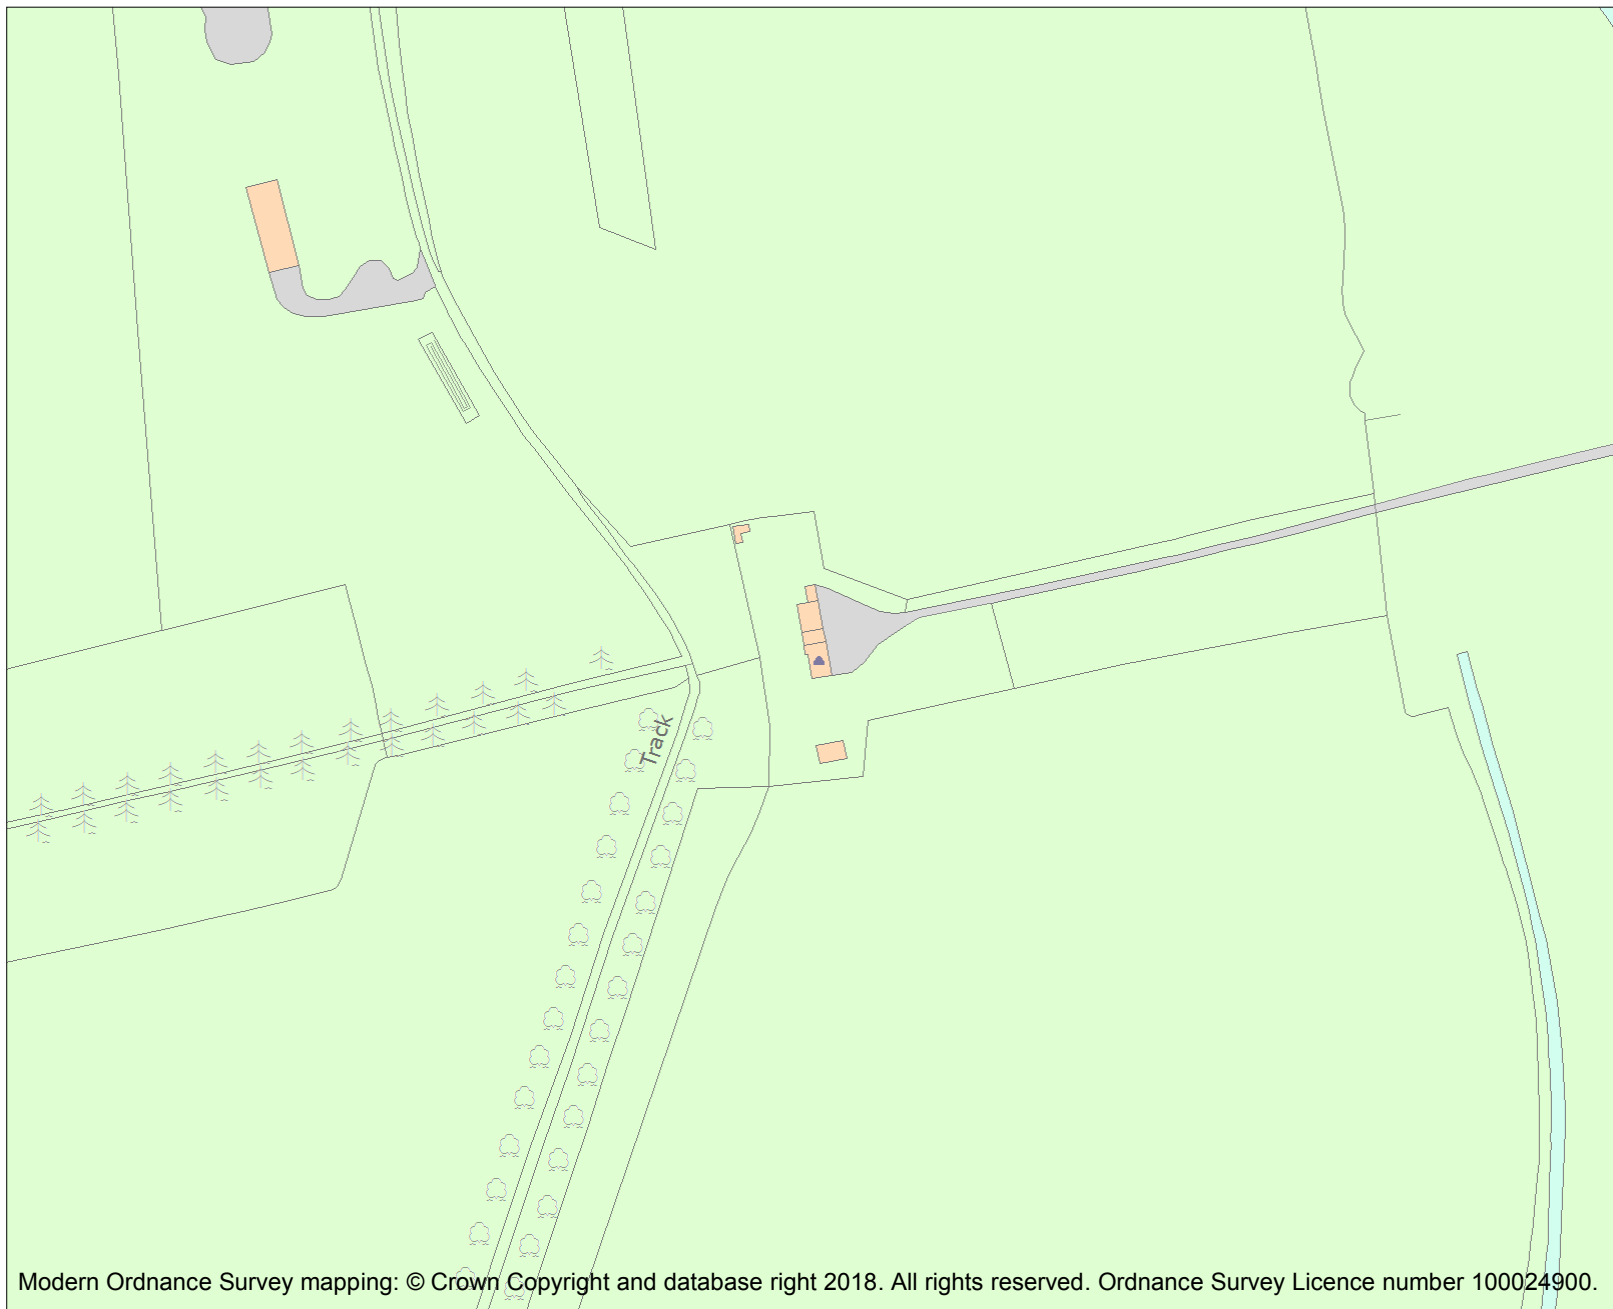 Track
Modern Ordnance Survey mapping: © Crown Copyright and database right 2018. All rights reserved. Ordnance Survey Licence number 100024900.